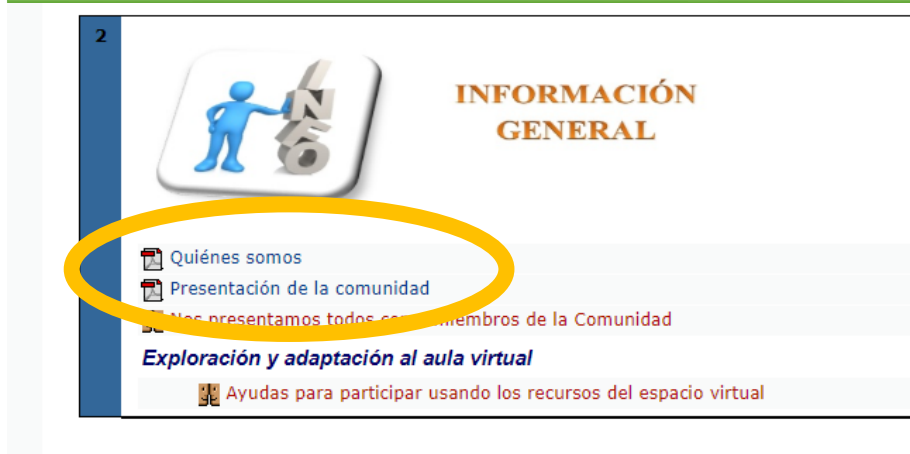 2
INFO
INFORMACIÓN
GENERAL
Quiénes somos
Presentación de la comunidad
Nos presentamos todos miembros de la Comunidad
Exploración y adaptación al aula virtual
Ayudas para participar usando los recursos del espacio virtual